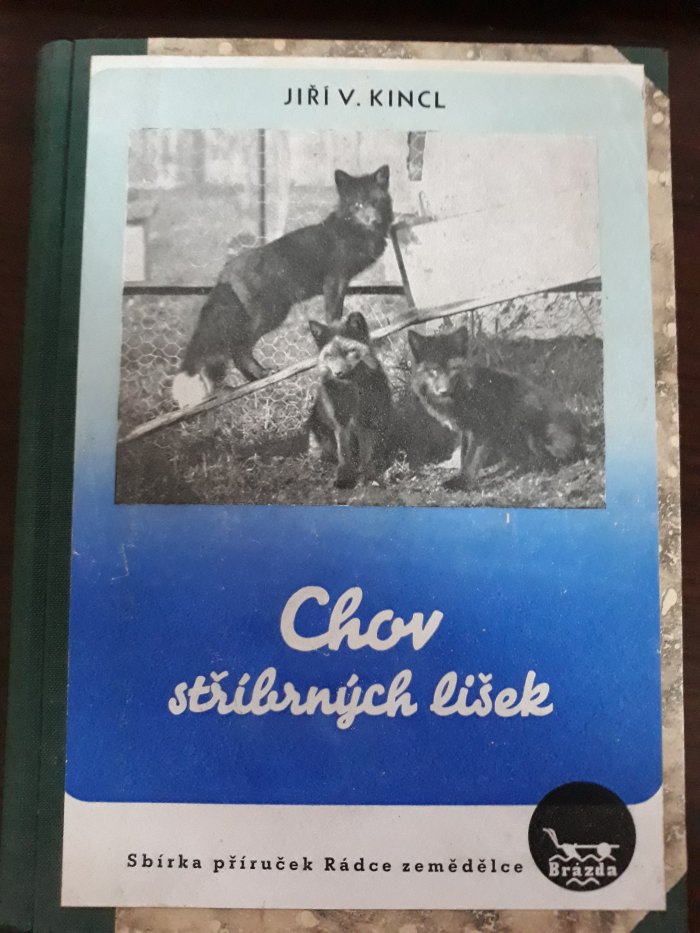 JIŘÍ V. KINCL
Chov
stříbrných lišek
Sbírka příruček Rádce zemědělce
Brázda